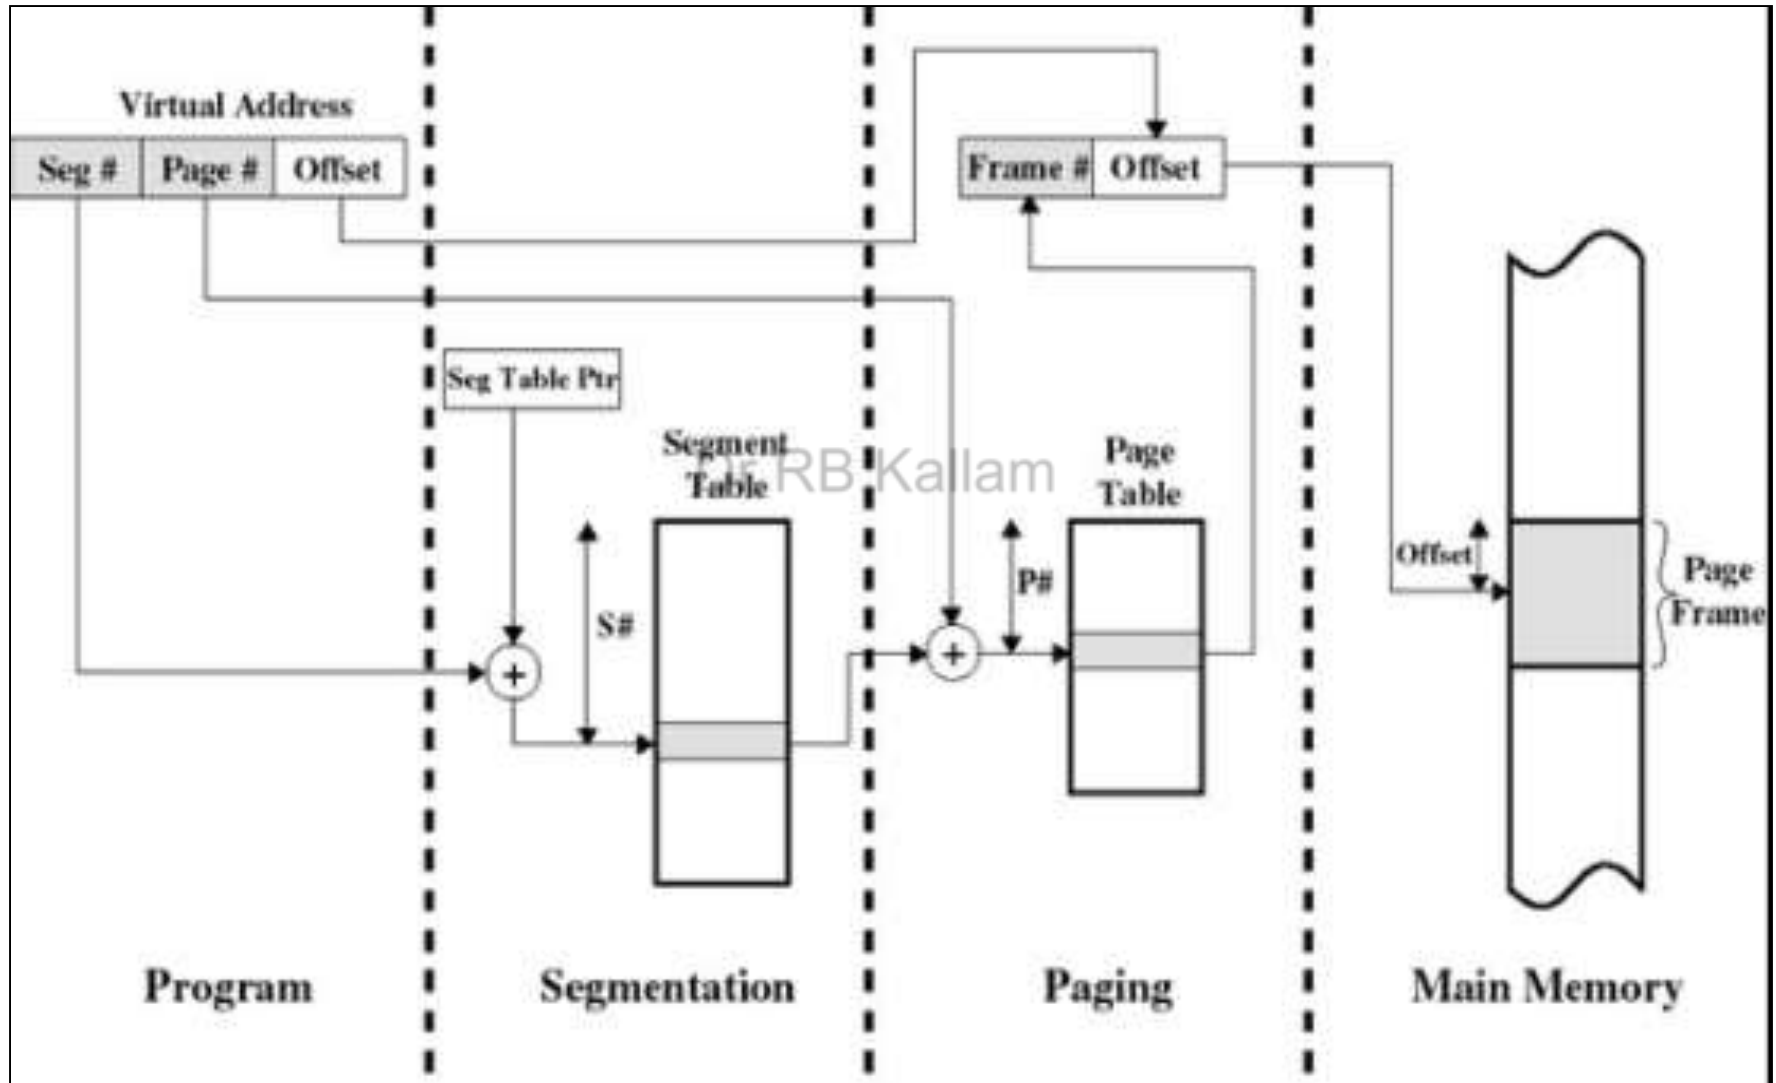 Virtual Address
Seg # Page # Offset
Frame # Offset
Seg Table Ptr
Segment
Table
Dr RB Kallam
Page
Table
S#
P#
Offset
Page
Frame
+
+
Program
Segmentation
Paging
Main Memory